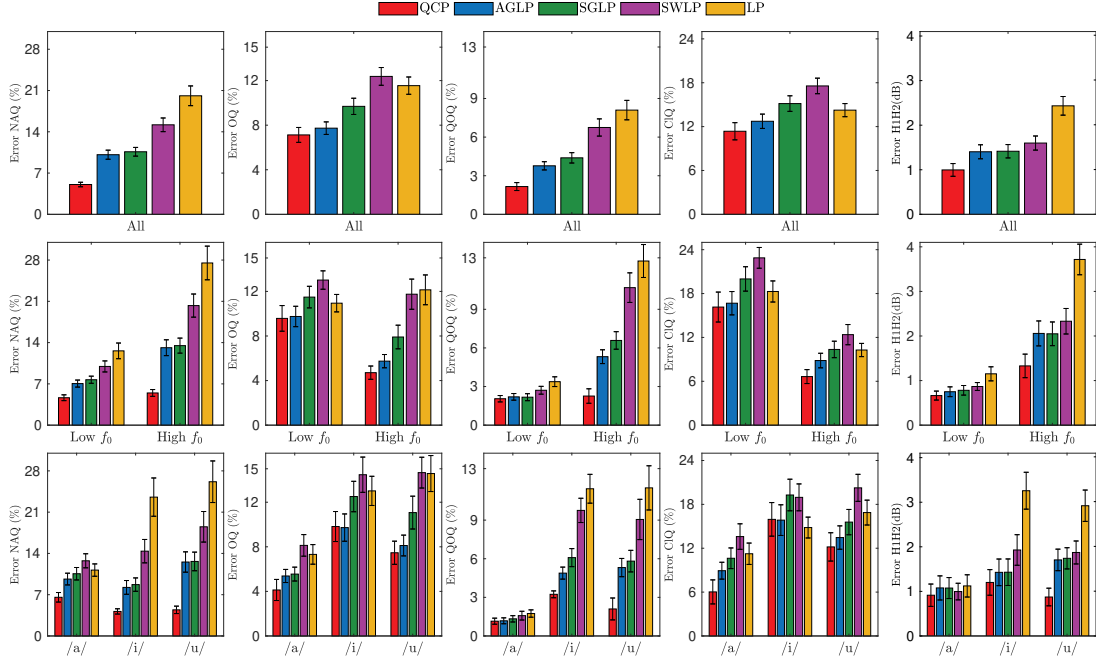 QCP AGLP SGLP SWLP LP
Error NAQ (%)
28
21
14
7
0
All
Error OQ (%)
15
12
8
4
0
All
Error QOQ (%)
13
9
6
3
0
All
Error ClQ (%)
24
18
12
6
0
All
Error H1H2(dB)
4
3
2
1
0
All
Error NAQ (%)
28
21
14
7
0
Low f0 High f0
Error OQ (%)
15
12
8
4
0
Low f0 High f0
Error QOQ (%)
13
9
6
3
0
Low f0 High f0
Error ClQ (%)
24
18
12
6
0
Low f0 High f0
Error H1H2(dB)
4
3
2
1
0
Low f0 High f0
Error NAQ (%)
28
21
14
7
0
/a/ /i/ /u/
Error OQ (%)
15
12
8
4
0
/a/ /i/ /u/
Error QOQ (%)
13
9
6
3
0
/a/ /i/ /u/
Error ClQ (%)
24
18
12
6
0
/a/ /i/ /u/
Error H1H2(dB)
4
3
2
1
0
/a/ /i/ /u/